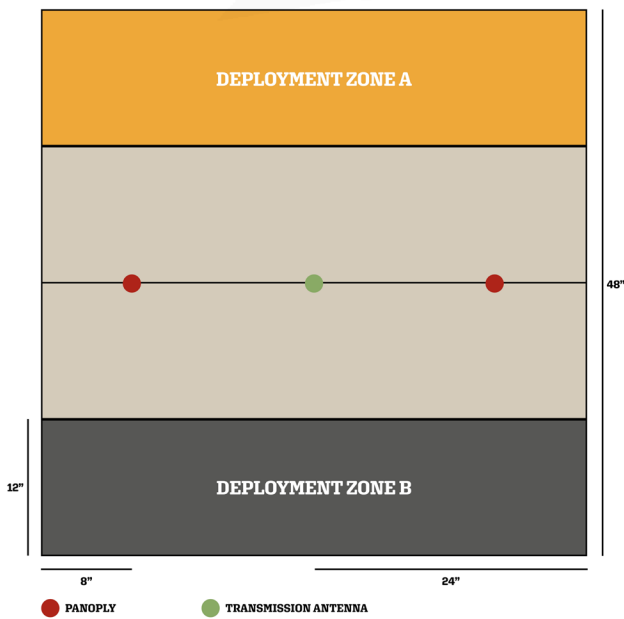 DEPLOYMENT ZONE A
48”
12”
DEPLOYMENT ZONE B
8”
24”
PANOPLY
TRANSMISSION ANTENNA